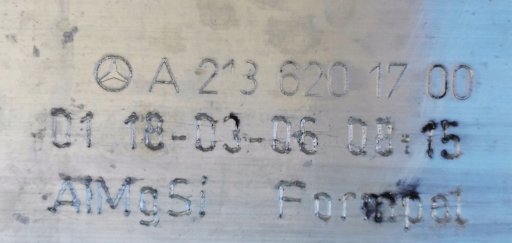 A 213 620 17 00
01 18-03-06 08:15
AlMgSi Formpat